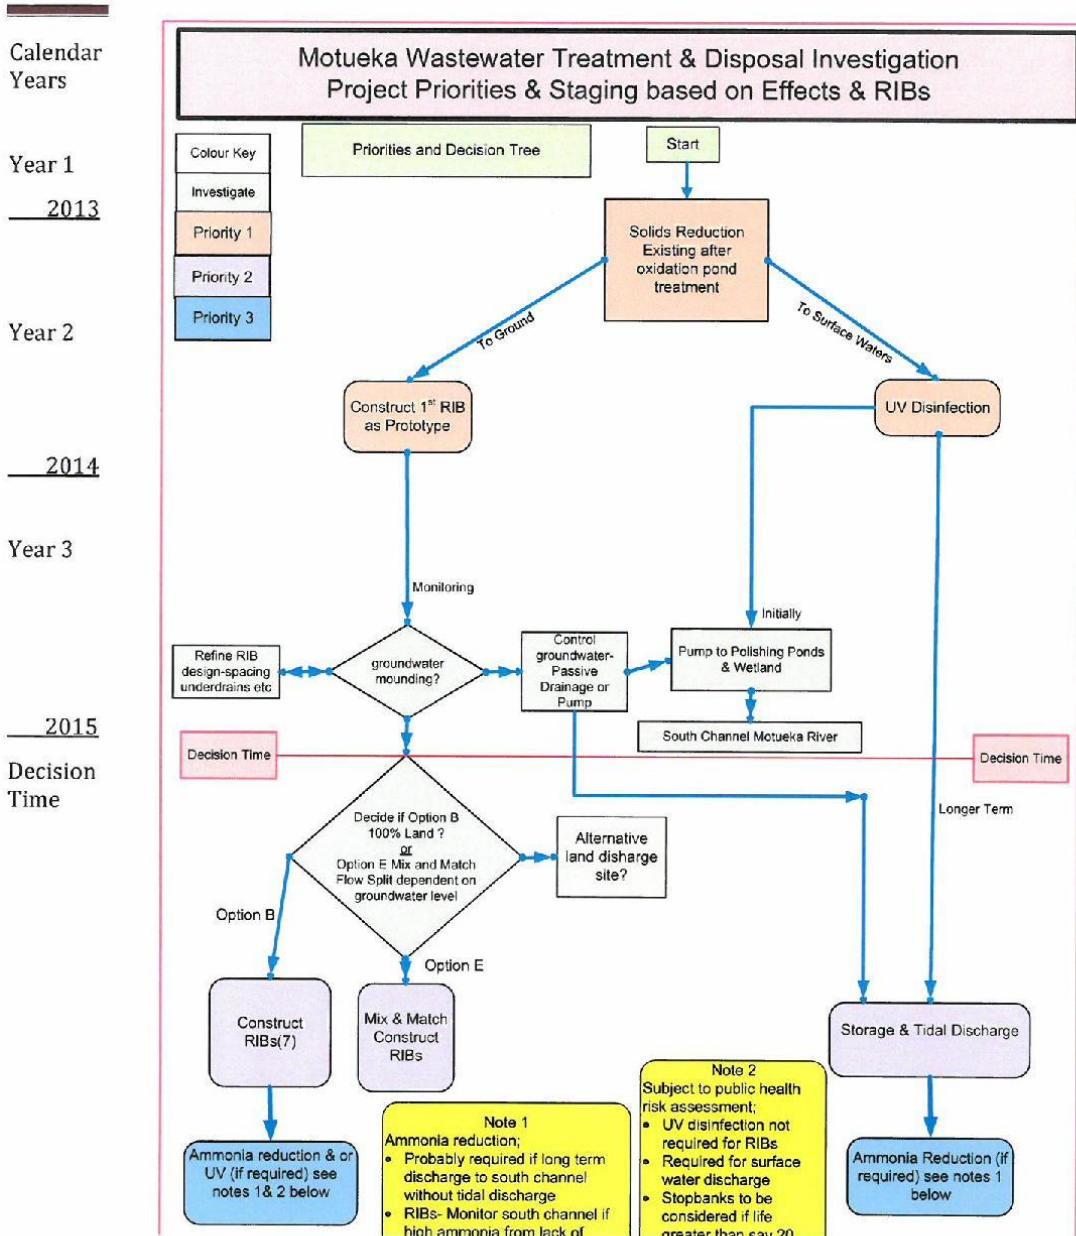 Calendar
Years
Year 1
2013
Year 2
2014
Year 3
2015
Decision
Time
Motueka Wastewater Treatment & Disposal Investigation
Project Priorities & Staging based on Effects & RIBs
Colour Key
Investigate
Priority 1
Priority 2
Priority 3
Priorities and Decision Tree
Start
Solids Reduction
Existing after
oxidation pond
treatment
To Ground
To Surface Waters
Construct 1st RIB
as Prototype
UV Disinfection
Monitoring
Initially
Refine RIB
design-spacing
underdrains etc
groundwater
mounding?
Control
groundwater-
Passive
Drainage or
Pump
Pump to Polishing Ponds
& Wetland
South Channel Motueka River
Decision Time
Decision Time
Longer Term
Decide if Option B
100% Land ?
or
Option E Mix and Match
Flow Split dependent on
groundwater level
Alternative
land disharge
site?
Option B
Option E
Construct
RIBs(7)
Mix & Match
Construct
RIBs
Storage & Tidal Discharge
Ammonia reduction & or
UV (if required) see
notes 1& 2 below
Note 1
Ammonia reduction;
• Probably required if long term
discharge to south channel
without tidal discharge
• RIBs- Monitor south channel if
high ammonia from lack of
Note 2
Subject to public health
risk assessment;
• UV disinfection not
required for RIBs
• Required for surface
water discharge
• Stopbanks to be
considered if life
greater than say 20
Ammonia Reduction (if
required) see notes 1
below